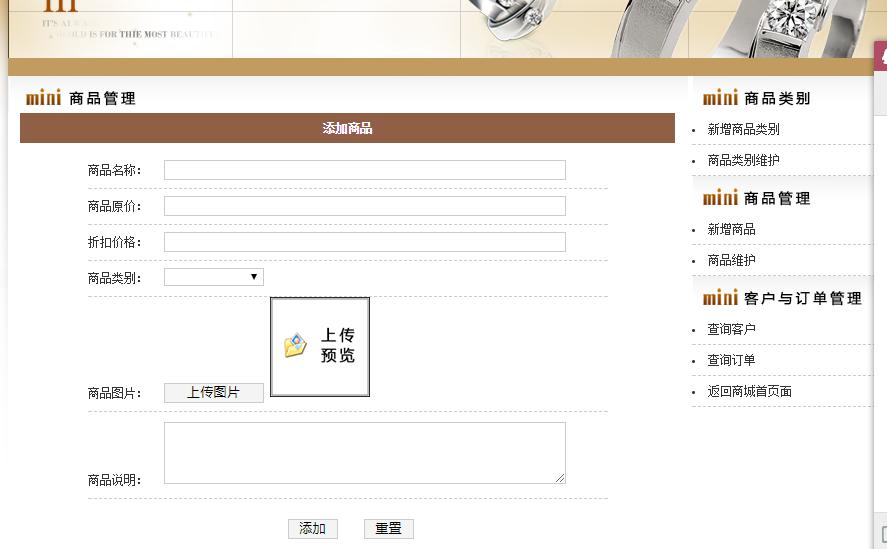 m
IT'S ALWA
WORLD IS FOR THIE MOST BEAUTIFUL
mini 商品管理
添加商品
商品名称：
商品原价：
折扣价格：
商品类别：
上传
预览
商品图片：
上传图片
商品说明：
添加
重置
mini 商品类别
新增商品类别
商品类别维护
mini 商品管理
新增商品
商品维护
mini 客户与订单管理
查询客户
查询订单
返回商城首页面